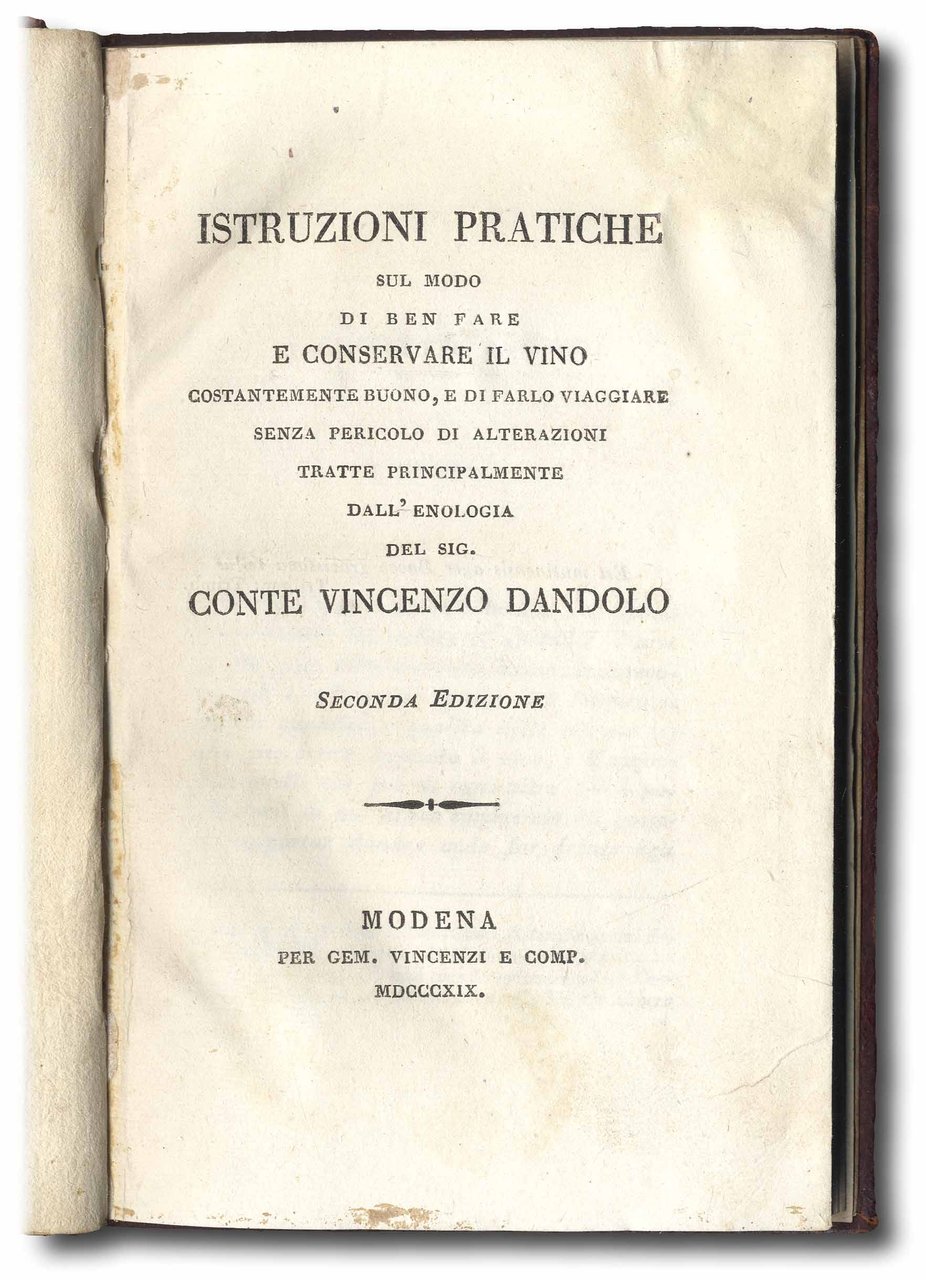 ISTRUZIONI PRATICHE
SUL MODO
DI BEN FARE
E CONSERVARE IL VINO
COSTANTEMENTE BUONO, E DI FARLO VIAGGIARE
SENZA PERICOLO DI ALTERAZIONI
TRATTE PRINCIPALMENTE
DALL' ENOLOGIA
DEL SIG.
CONTE VINCENZO DANDOLO
SECONDA EDIZIONE
MODENA
PER GEM. VINCENZI E COMP.
MDCCCXIX.